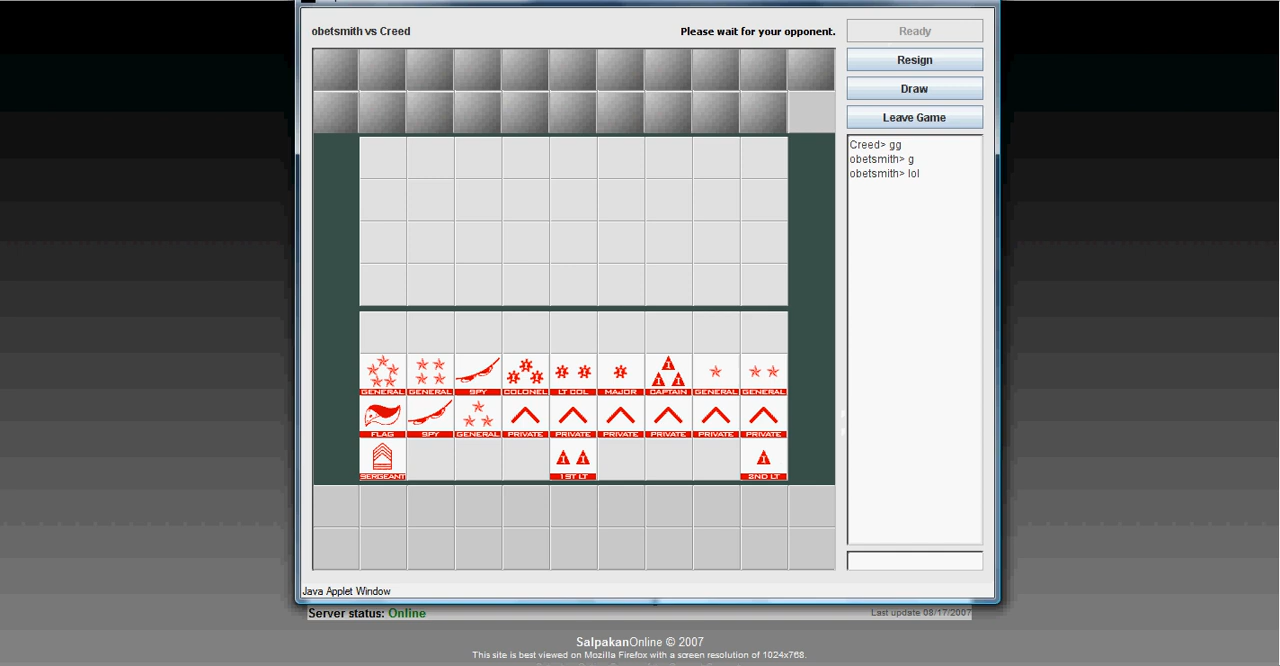 obetsmith vs Creed
Please wait for your opponent.
Ready
Resign
Draw
Leave Game
Creed> gg
obetsmith> g
obetsmith> lol
GENERAL GENERAL SPY COLONEL LT COL MAJOR CAPTAIN GENERAL GENERAL
FLAG SPY GENERAL PRIVATE PRIVATE PRIVATE PRIVATE PRIVATE PRIVATE
SERGEANT 1ST LT 2ND LT
Java Applet Window
Server status: Online
Last update 08/17/2007
SalpakanOnline © 2007
This site is best viewed on Mozilla Firefox with a screen resolution of 1024x768.